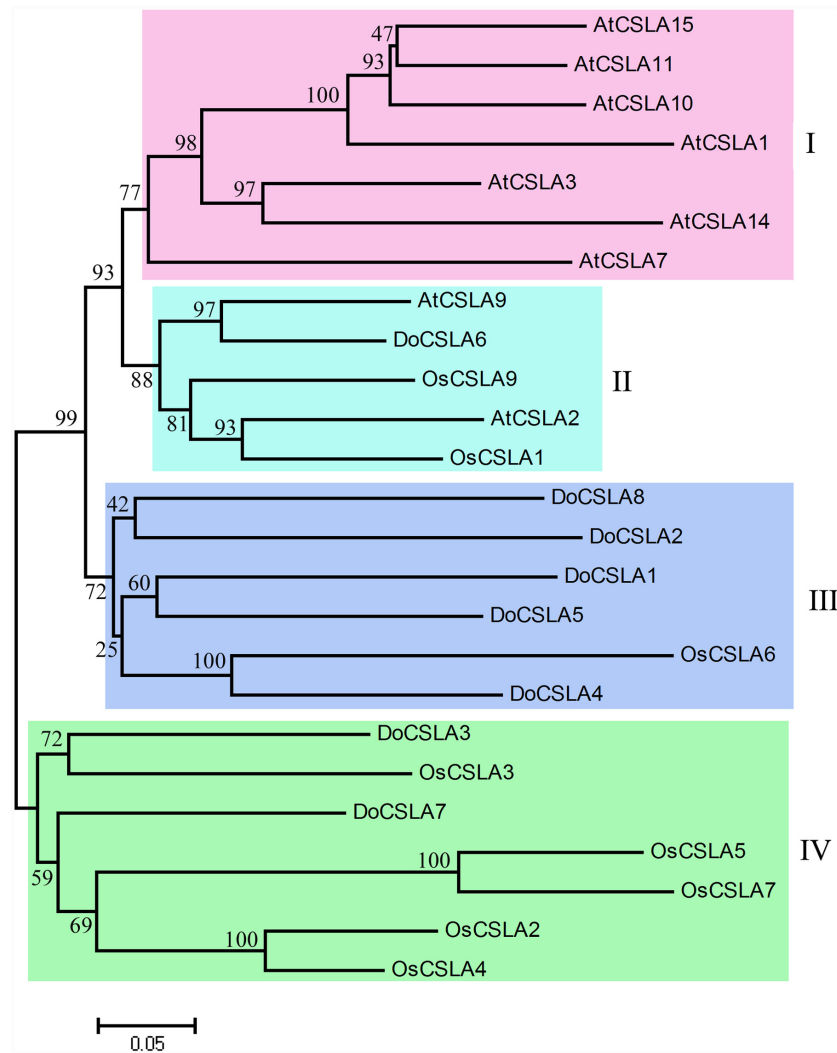 47
AtCSLA15
93
AtCSLA11
100
AtCSLA10
AtCSLA1
I
98
77
97
AtCSLA3
AtCSLA14
AtCSLA7
93
97
AtCSLA9
DoCSLA6
88
OsCSLA9
II
81
93
AtCSLA2
OsCSLA1
99
42
DoCSLA8
DoCSLA2
72
60
DoCSLA1
III
DoCSLA5
25
100
OsCSLA6
DoCSLA4
72
DoCSLA3
OsCSLA3
DoCSLA7
59
100
OsCSLA5
IV
OsCSLA7
69
100
OsCSLA2
OsCSLA4
0.05